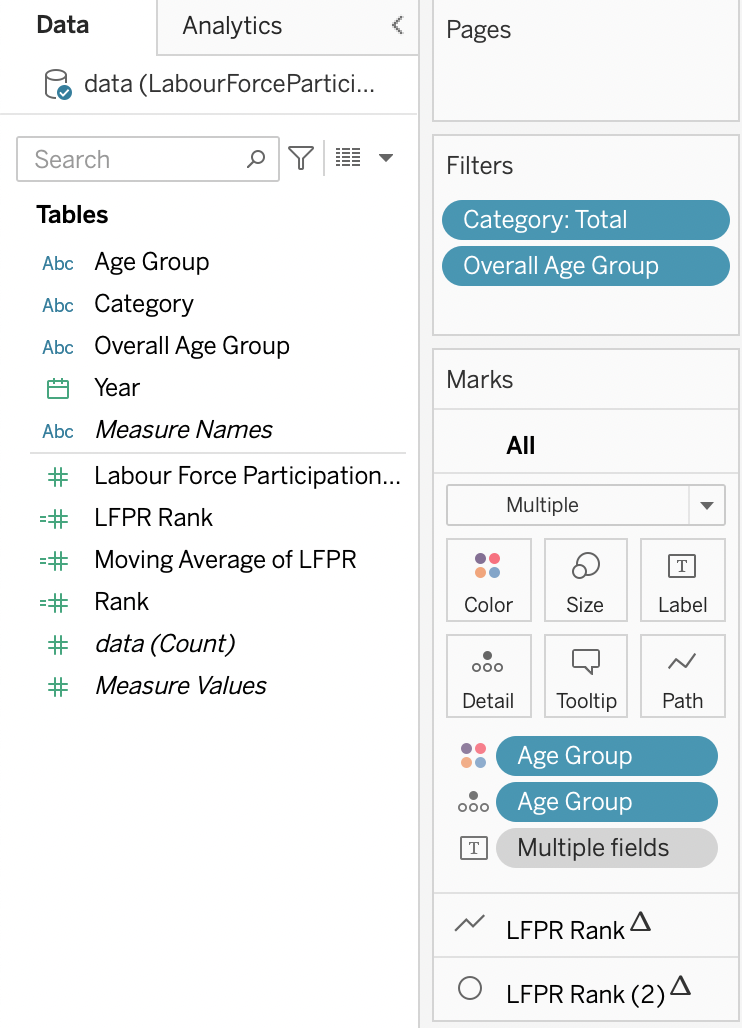 Data
Analytics
data (LabourForcePartici...
Search
Tables
Abc Age Group
Abc Category
Abc Overall Age Group
Year
Abc Measure Names
Labour Force Participation...
LFPR Rank
Moving Average of LFPR
Rank
data (Count)
Measure Values
Pages
Filters
Category: Total
Overall Age Group
Marks
All
Multiple
Color Size T Label
Detail Tooltip Path
Age Group
Age Group
T Multiple fields
LFPR Rank Δ
LFPR Rank (2) Δ